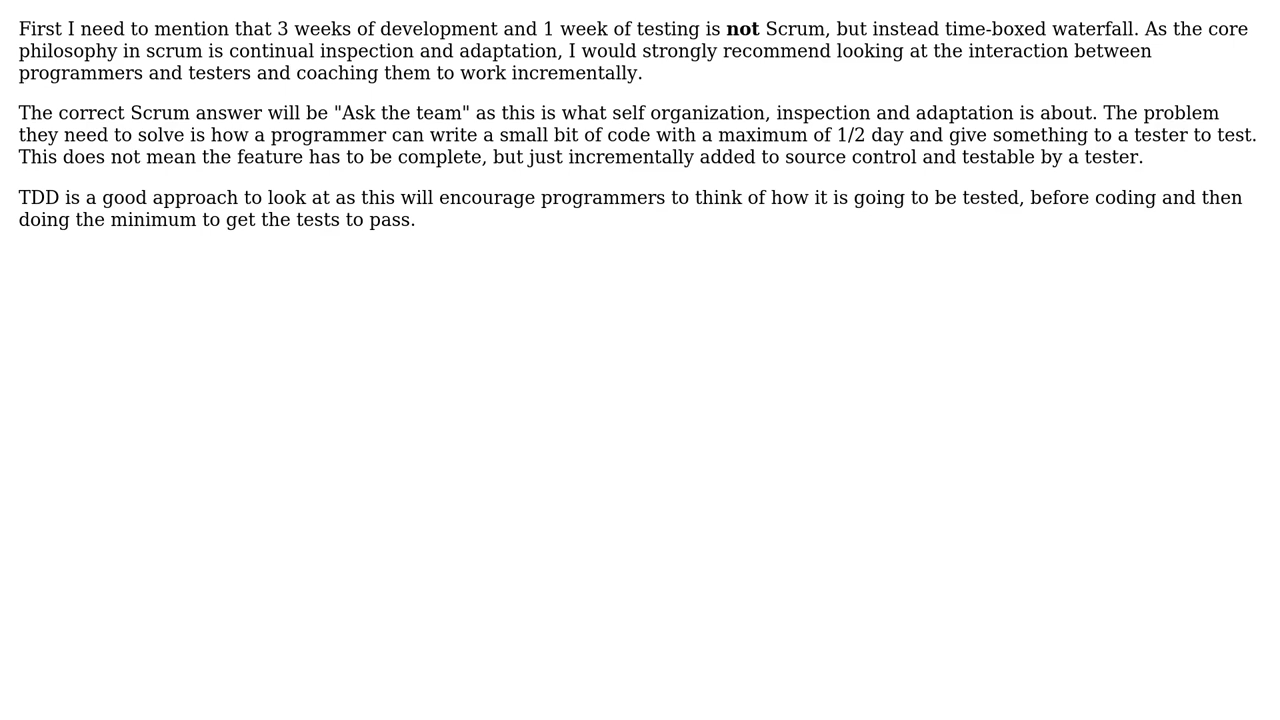 First I need to mention that 3 weeks of development and 1 week of testing is not Scrum, but instead time-boxed waterfall. As the core
philosophy in scrum is continual inspection and adaptation, I would strongly recommend looking at the interaction between
programmers and testers and coaching them to work incrementally.
The correct Scrum answer will be "Ask the team" as this is what self organization, inspection and adaptation is about. The problem
they need to solve is how a programmer can write a small bit of code with a maximum of 1/2 day and give something to a tester to test.
This does not mean the feature has to be complete, but just incrementally added to source control and testable by a tester.
TDD is a good approach to look at as this will encourage programmers to think of how it is going to be tested, before coding and then
doing the minimum to get the tests to pass.